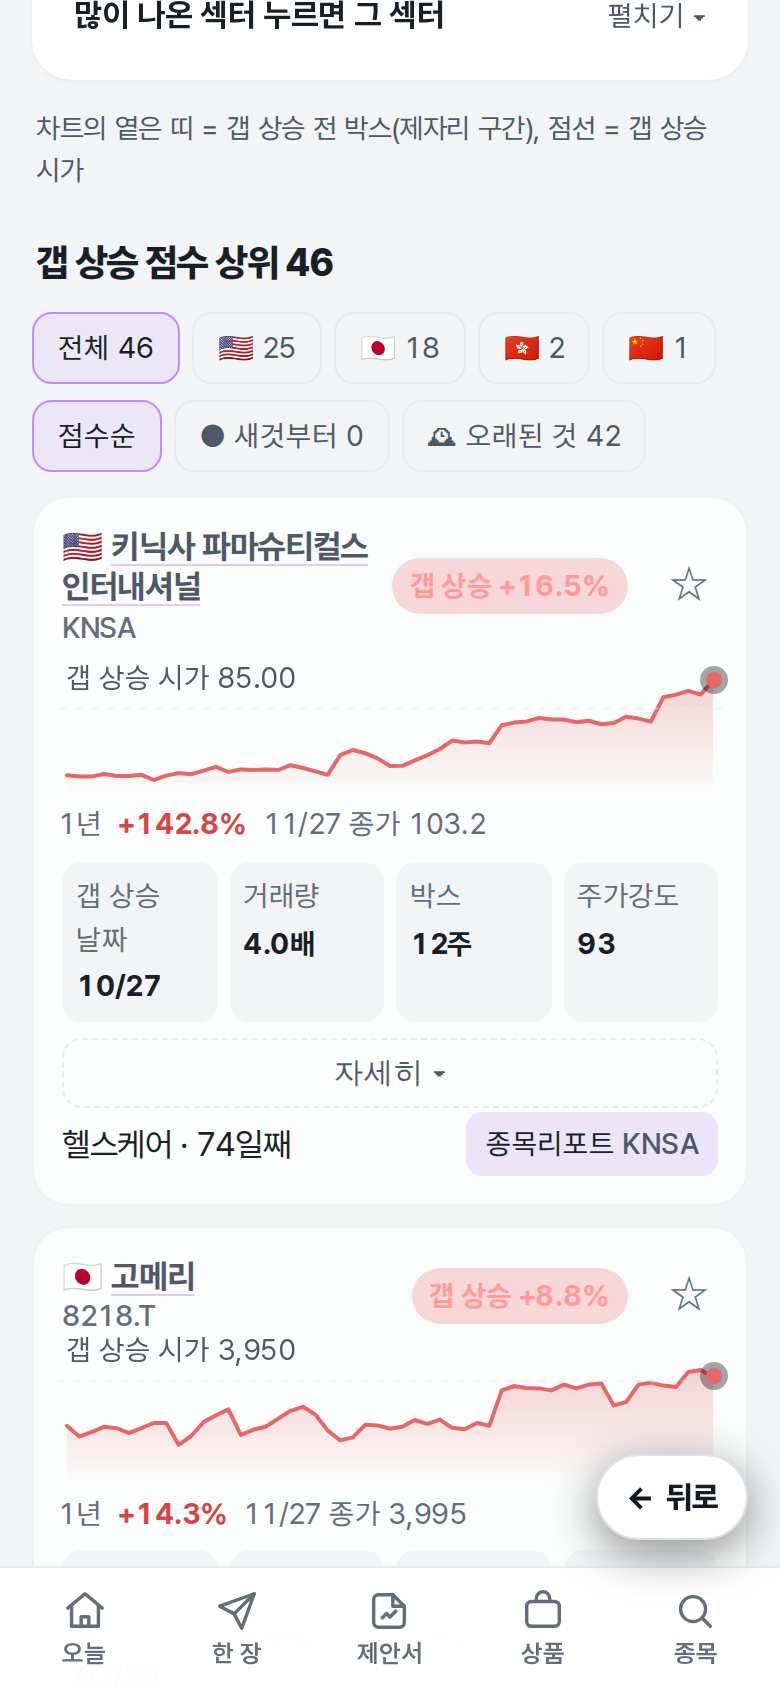 많이 나온 섹터 누르면 그 섹터
펼치기
차트의 옅은 띠 = 갭 상승 전 박스(제자리 구간), 점선 = 갭 상승
시가
갭 상승 점수 상위 46
전체 46
🇺🇸 25
🇯🇵 18
🇭🇰 2
🇨🇳 1
점수순
● 새것부터 0
🕰 오래된 것 42
🇺🇸 키닉사 파마슈티컬스
인터내셔널
KNSA
갭 상승 +16.5%
☆
갭 상승 시가 85.00
1년 +142.8% 11/27 종가 103.2
갭 상승
날짜
10/27
거래량
4.0배
박스
12주
주가강도
93
자세히
헬스케어 · 74일째
종목리포트 KNSA
🇯🇵 고메리
8218.T
갭 상승 +8.8%
☆
갭 상승 시가 3,950
1년 +14.3% 11/27 종가 3,995
← 뒤로
오늘
한 장
제안서
상품
종목